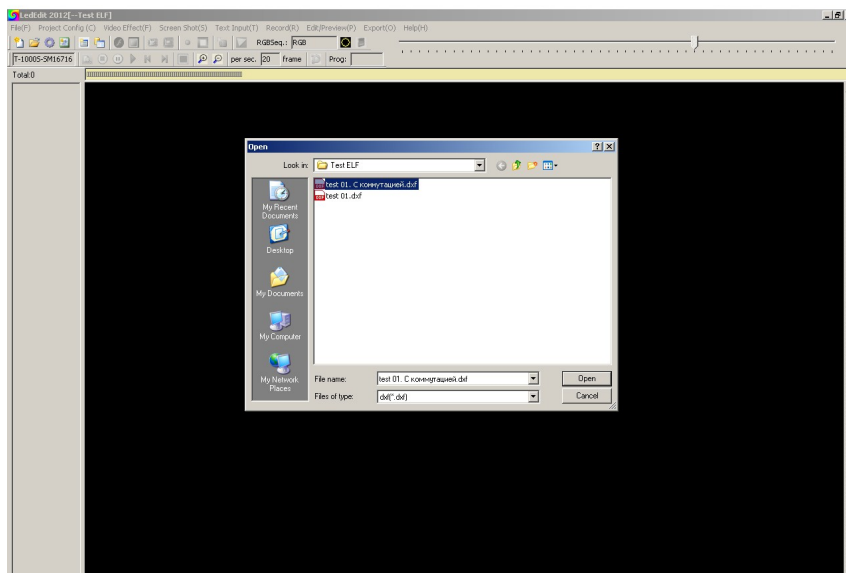 LedEdit 2012[--Test ELF]
File(F) Project Config (C) Video Effect(F) Screen Shot(S) Text Input(T) Record(R) Edit/Preview(P) Export(O) Help(H)
RGBSeq.: RGB
T-10005-SM16716 per sec. 20 frame Prog:
Total:0
Open
Look in: Test ELF
test 01. С коммутацией.dxf
test 01.dxf
My Recent
Documents
Desktop
My Documents
My Computer
My Network
Places
File name: test 01. С коммутацией.dxf Open
Files of type: dxf(*.dxf) Cancel